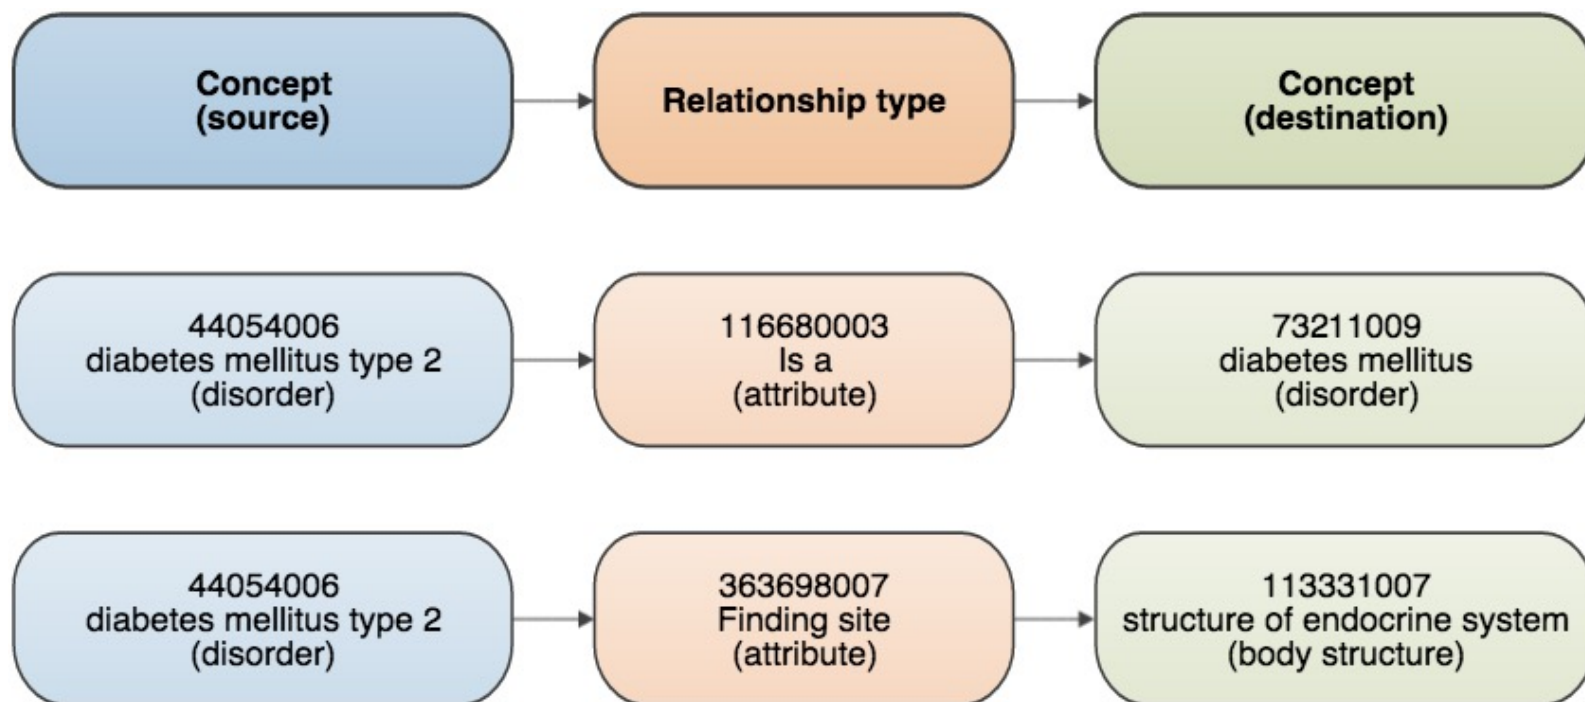 Concept
(source)
Relationship type
Concept
(destination)
44054006
diabetes mellitus type 2
(disorder)
116680003
Is a
(attribute)
73211009
diabetes mellitus
(disorder)
44054006
diabetes mellitus type 2
(disorder)
363698007
Finding site
(attribute)
113331007
structure of endocrine system
(body structure)